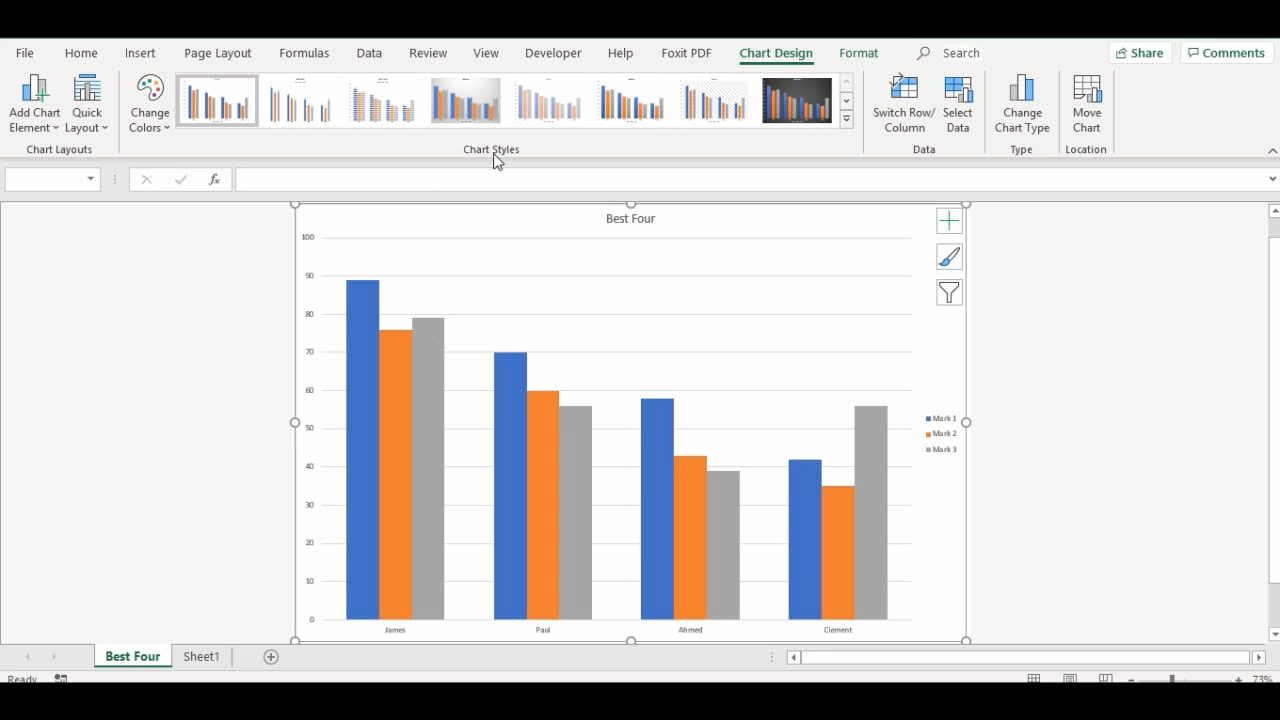 File Home Insert Page Layout Formulas Data Review View Developer Help Foxit PDF Chart Design Format Search Share Comments
Add Chart Element Quick Layout Change Colors Switch Row/ Column Select Data Change Chart Type Move Chart
Chart Layouts Chart Styles Data Type Location
fx
Best Four
100
90
80
70
60
50
40
30
20
10
0
Mark 1
Mark 2
Mark 3
James Paul Ahmed Clement
Best Four Sheet1
Ready 73%